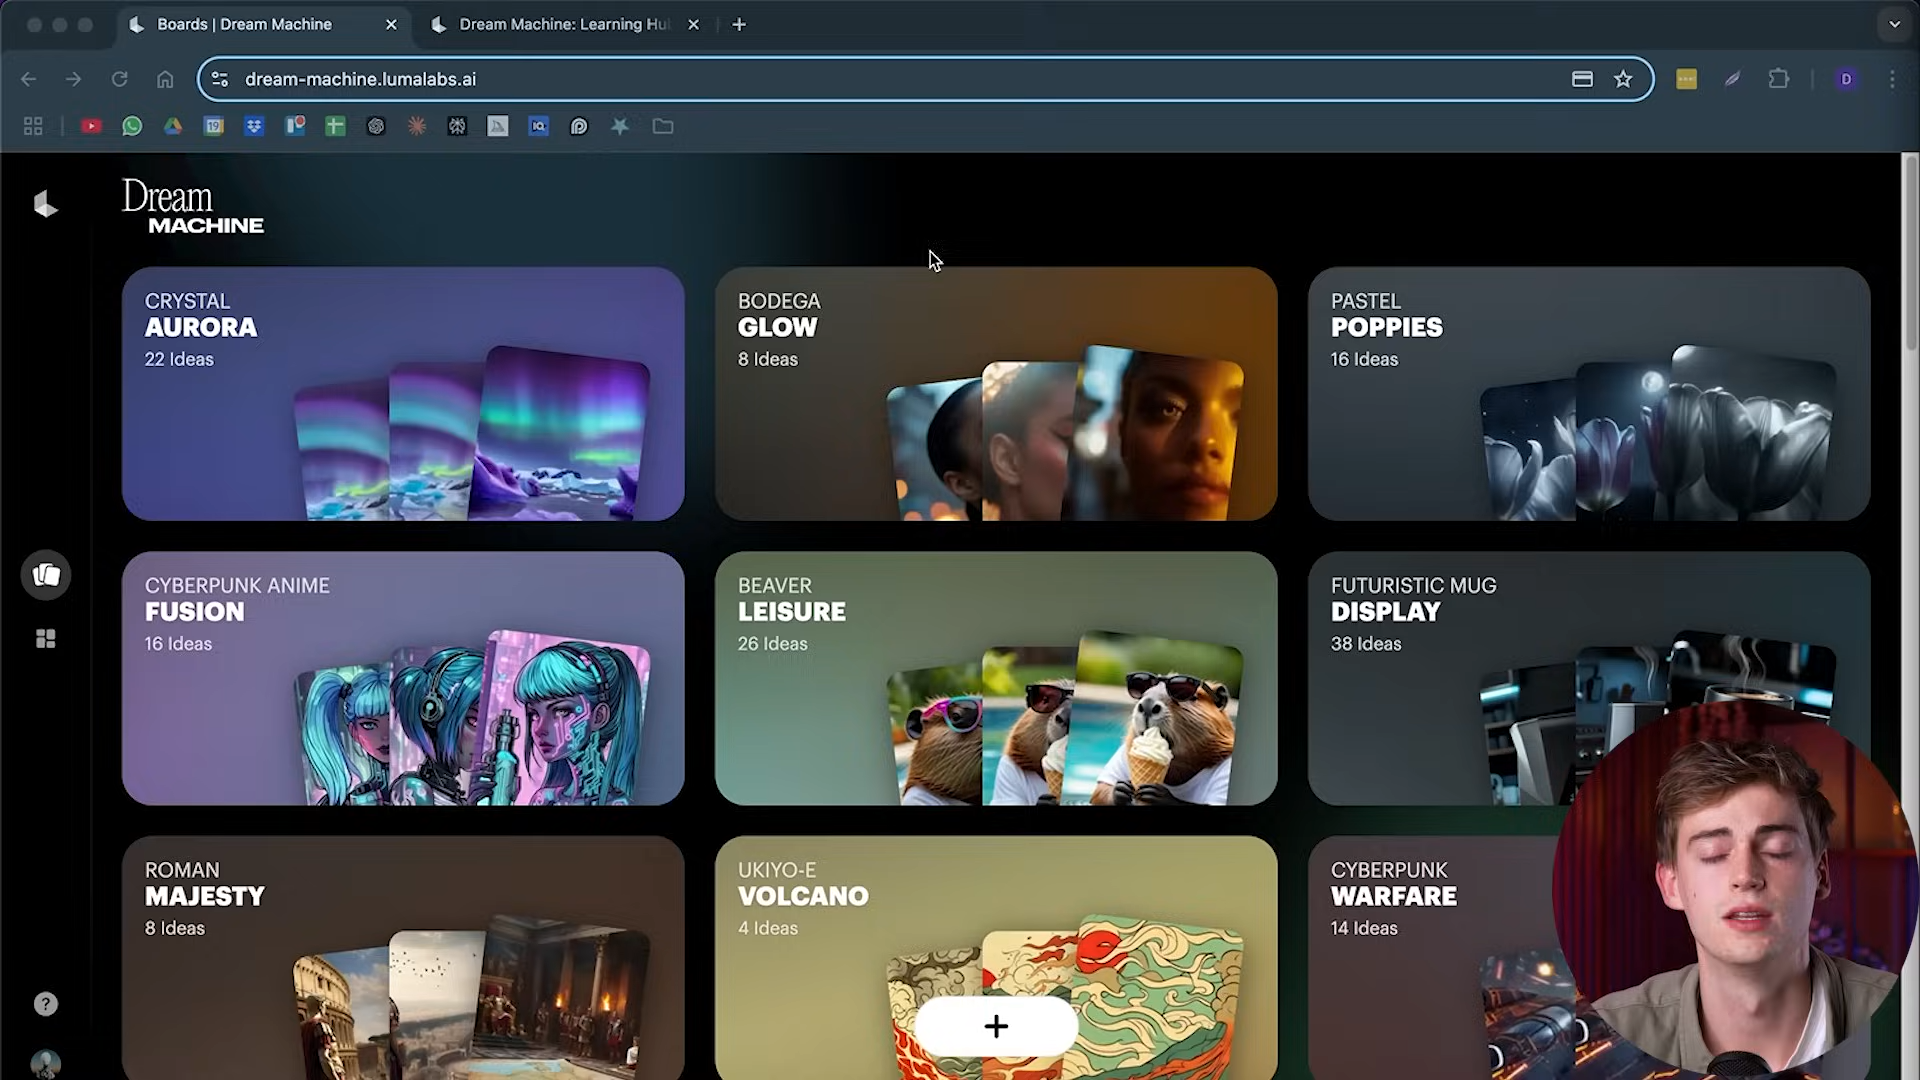 Boards | Dream Machine
Dream Machine: Learning Hu
dream-machine.lumalabs.ai
D
19
IQ
Dream
MACHINE
CRYSTAL
AURORA
22 Ideas
BODEGA
GLOW
8 Ideas
PASTEL
POPPIES
16 Ideas
CYBERPUNK ANIME
FUSION
16 Ideas
BEAVER
LEISURE
26 Ideas
FUTURISTIC MUG
DISPLAY
38 Ideas
ROMAN
MAJESTY
8 Ideas
UKIYO-E
VOLCANO
4 Ideas
CYBERPUNK
WARFARE
14 Ideas
?
+